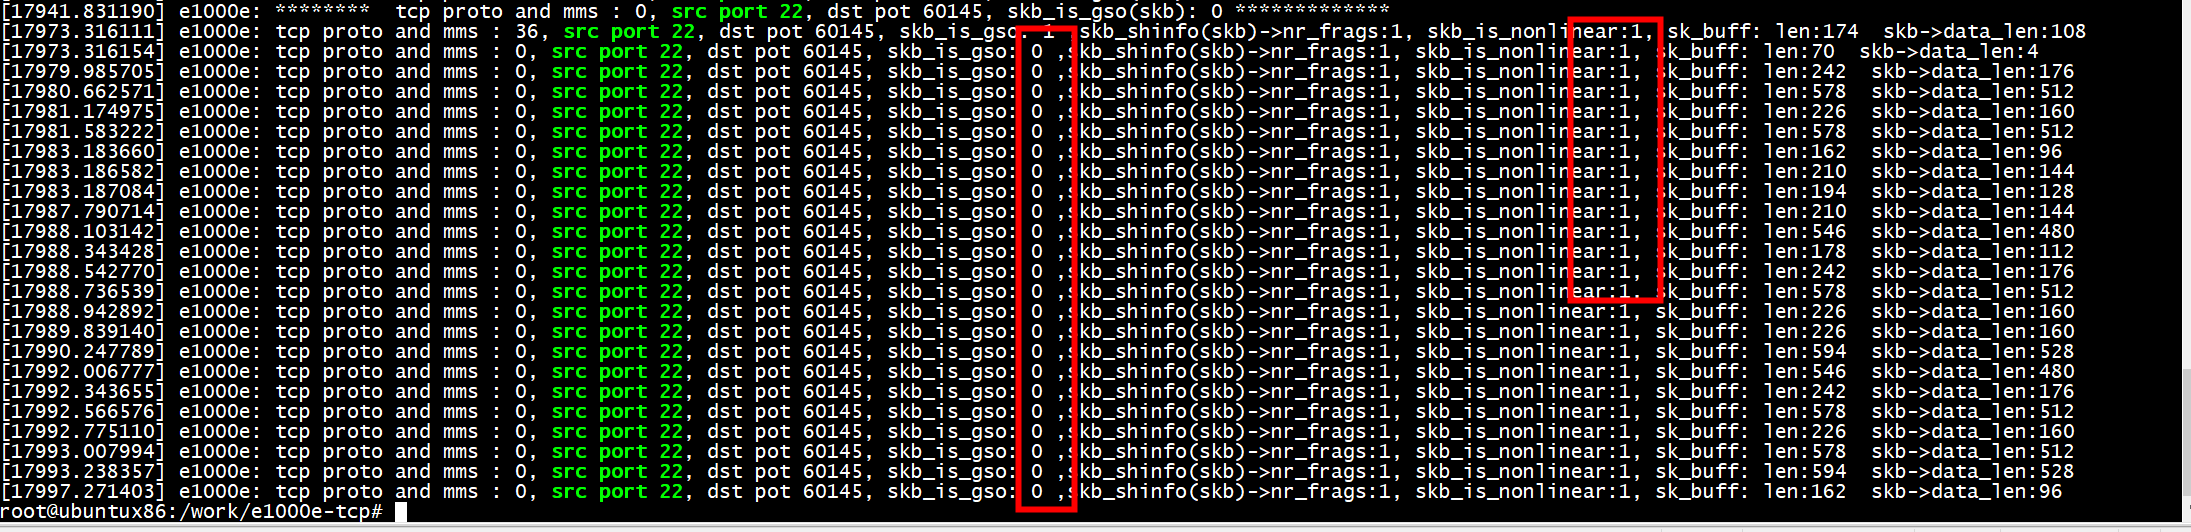 [17941.831190] e1000e: ********  tcp proto and mms : 0, src port 22, dst pot 60145, skb_is_gso(skb): 0 *************
[17973.316111] e1000e: tcp proto and mms : 36, src port 22, dst pot 60145, skb_is_gso: 1  skb_shinfo(skb)->nr_frags:1, skb_is_nonlinear:1, sk_buff: len:174  skb->data_len:108
[17973.316154] e1000e: tcp proto and mms : 0, src port 22, dst pot 60145, skb_is_gso: 0 ,skb_shinfo(skb)->nr_frags:1, skb_is_nonlinear:1, sk_buff: len:70  skb->data_len:4
[17979.985705] e1000e: tcp proto and mms : 0, src port 22, dst pot 60145, skb_is_gso: 0 ,skb_shinfo(skb)->nr_frags:1, skb_is_nonlinear:1, sk_buff: len:242  skb->data_len:176
[17980.662571] e1000e: tcp proto and mms : 0, src port 22, dst pot 60145, skb_is_gso: 0 ,skb_shinfo(skb)->nr_frags:1, skb_is_nonlinear:1, sk_buff: len:578  skb->data_len:512
[17981.174975] e1000e: tcp proto and mms : 0, src port 22, dst pot 60145, skb_is_gso: 0 ,skb_shinfo(skb)->nr_frags:1, skb_is_nonlinear:1, sk_buff: len:226  skb->data_len:160
[17981.583222] e1000e: tcp proto and mms : 0, src port 22, dst pot 60145, skb_is_gso: 0 ,skb_shinfo(skb)->nr_frags:1, skb_is_nonlinear:1, sk_buff: len:578  skb->data_len:512
[17983.183660] e1000e: tcp proto and mms : 0, src port 22, dst pot 60145, skb_is_gso: 0 ,skb_shinfo(skb)->nr_frags:1, skb_is_nonlinear:1, sk_buff: len:162  skb->data_len:96
[17983.186582] e1000e: tcp proto and mms : 0, src port 22, dst pot 60145, skb_is_gso: 0 ,skb_shinfo(skb)->nr_frags:1, skb_is_nonlinear:1, sk_buff: len:210  skb->data_len:144
[17983.187084] e1000e: tcp proto and mms : 0, src port 22, dst pot 60145, skb_is_gso: 0 ,skb_shinfo(skb)->nr_frags:1, skb_is_nonlinear:1, sk_buff: len:194  skb->data_len:128
[17987.790714] e1000e: tcp proto and mms : 0, src port 22, dst pot 60145, skb_is_gso: 0 ,skb_shinfo(skb)->nr_frags:1, skb_is_nonlinear:1, sk_buff: len:210  skb->data_len:144
[17988.103142] e1000e: tcp proto and mms : 0, src port 22, dst pot 60145, skb_is_gso: 0 ,skb_shinfo(skb)->nr_frags:1, skb_is_nonlinear:1, sk_buff: len:546  skb->data_len:480
[17988.343428] e1000e: tcp proto and mms : 0, src port 22, dst pot 60145, skb_is_gso: 0 ,skb_shinfo(skb)->nr_frags:1, skb_is_nonlinear:1, sk_buff: len:178  skb->data_len:112
[17988.542770] e1000e: tcp proto and mms : 0, src port 22, dst pot 60145, skb_is_gso: 0 ,skb_shinfo(skb)->nr_frags:1, skb_is_nonlinear:1, sk_buff: len:242  skb->data_len:176
[17988.736539] e1000e: tcp proto and mms : 0, src port 22, dst pot 60145, skb_is_gso: 0 ,skb_shinfo(skb)->nr_frags:1, skb_is_nonlinear:1, sk_buff: len:578  skb->data_len:512
[17988.942892] e1000e: tcp proto and mms : 0, src port 22, dst pot 60145, skb_is_gso: 0 ,skb_shinfo(skb)->nr_frags:1, skb_is_nonlinear:1, sk_buff: len:226  skb->data_len:160
[17989.839140] e1000e: tcp proto and mms : 0, src port 22, dst pot 60145, skb_is_gso: 0 ,skb_shinfo(skb)->nr_frags:1, skb_is_nonlinear:1, sk_buff: len:226  skb->data_len:160
[17990.247789] e1000e: tcp proto and mms : 0, src port 22, dst pot 60145, skb_is_gso: 0 ,skb_shinfo(skb)->nr_frags:1, skb_is_nonlinear:1, sk_buff: len:594  skb->data_len:528
[17992.006777] e1000e: tcp proto and mms : 0, src port 22, dst pot 60145, skb_is_gso: 0 ,skb_shinfo(skb)->nr_frags:1, skb_is_nonlinear:1, sk_buff: len:546  skb->data_len:480
[17992.343655] e1000e: tcp proto and mms : 0, src port 22, dst pot 60145, skb_is_gso: 0 ,skb_shinfo(skb)->nr_frags:1, skb_is_nonlinear:1, sk_buff: len:242  skb->data_len:176
[17992.566576] e1000e: tcp proto and mms : 0, src port 22, dst pot 60145, skb_is_gso: 0 ,skb_shinfo(skb)->nr_frags:1, skb_is_nonlinear:1, sk_buff: len:578  skb->data_len:512
[17992.775110] e1000e: tcp proto and mms : 0, src port 22, dst pot 60145, skb_is_gso: 0 ,skb_shinfo(skb)->nr_frags:1, skb_is_nonlinear:1, sk_buff: len:226  skb->data_len:160
[17993.007994] e1000e: tcp proto and mms : 0, src port 22, dst pot 60145, skb_is_gso: 0 ,skb_shinfo(skb)->nr_frags:1, skb_is_nonlinear:1, sk_buff: len:578  skb->data_len:512
[17993.238357] e1000e: tcp proto and mms : 0, src port 22, dst pot 60145, skb_is_gso: 0 ,skb_shinfo(skb)->nr_frags:1, skb_is_nonlinear:1, sk_buff: len:594  skb->data_len:528
[17997.271403] e1000e: tcp proto and mms : 0, src port 22, dst pot 60145, skb_is_gso: 0 ,skb_shinfo(skb)->nr_frags:1, skb_is_nonlinear:1, sk_buff: len:162  skb->data_len:96
root@ubuntux86:/work/e1000e-tcp#